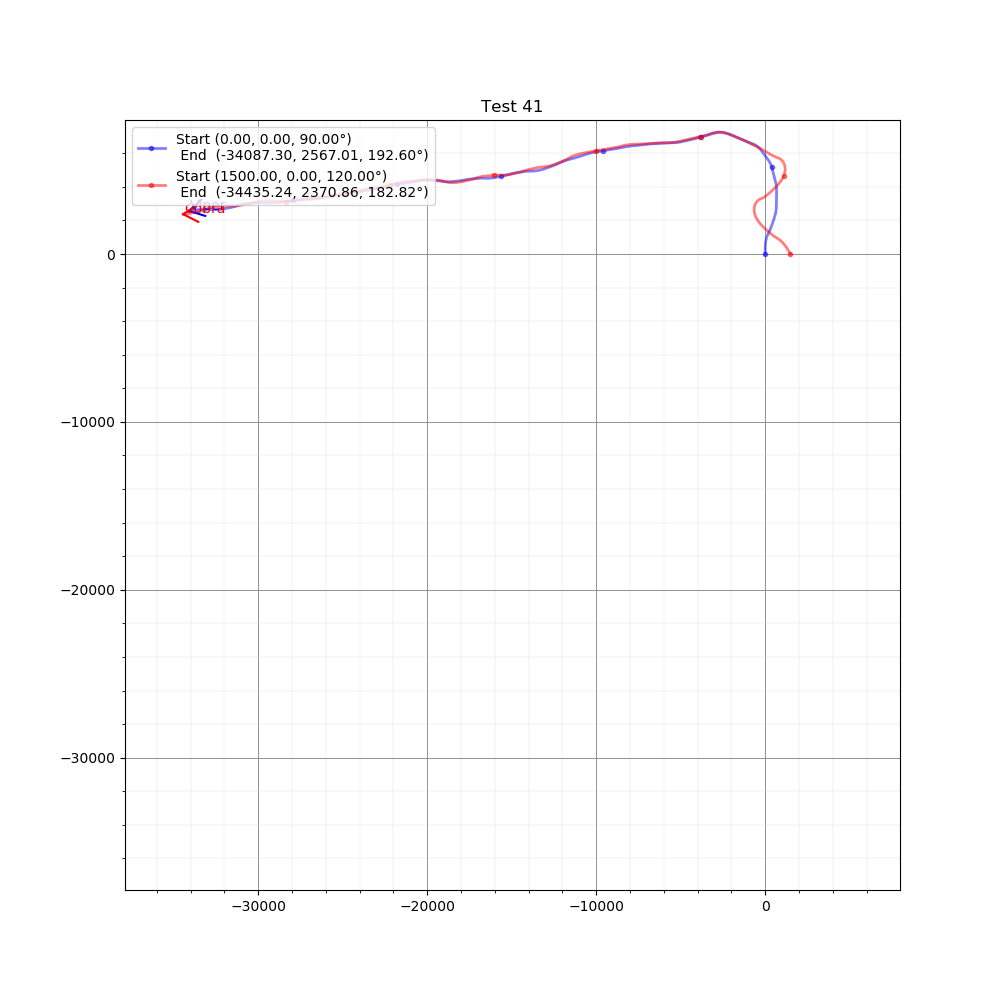 Test 41
Start (0.00, 0.00, 90.00°)
End (-34087.30, 2567.01, 192.60°)
Start (1500.00, 0.00, 120.00°)
End (-34435.24, 2370.86, 182.82°)
0
−10000
−20000
−30000
−30000
−20000
−10000
0